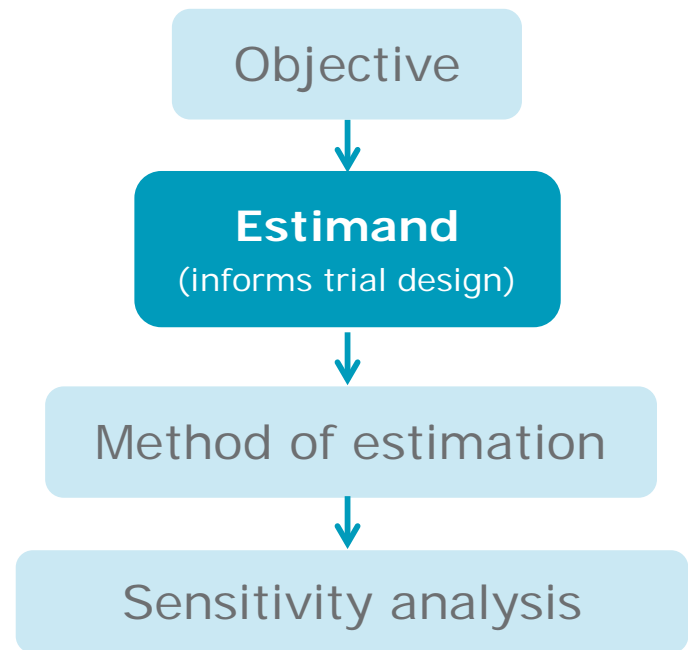 Objective
Estimand
(informs trial design)
Method of estimation
Sensitivity analysis